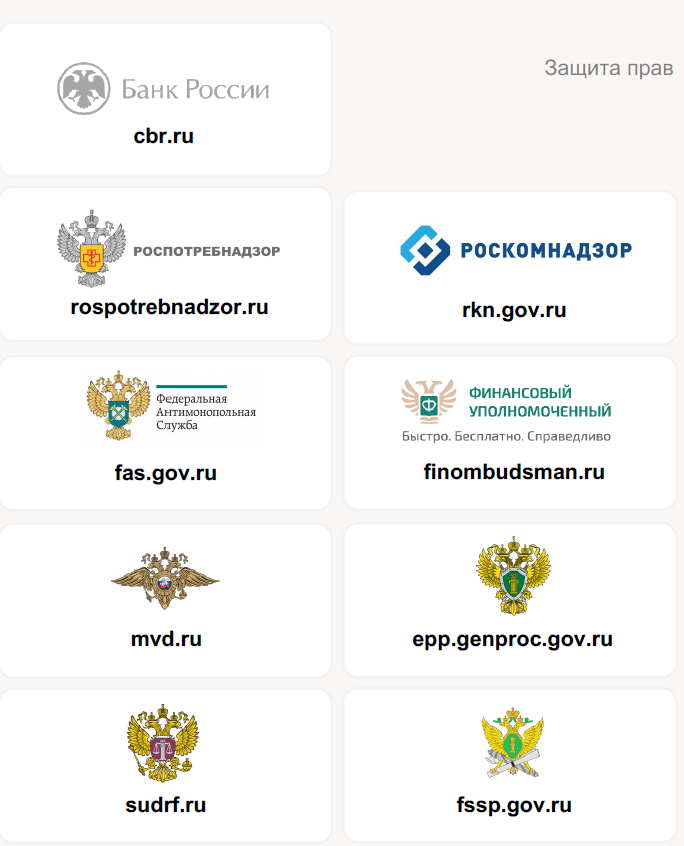 Защита прав
Банк России
cbr.ru
РОСПОТРЕБНАДЗОР
rospotrebnadzor.ru
РОСКОМНАДЗОР
rkn.gov.ru
Федеральная
Антимонопольная
Служба
fas.gov.ru
ФИНАНСОВЫЙ
УПОЛНОМОЧЕННЫЙ
Быстро. Бесплатно. Справедливо
finombudsman.ru
mvd.ru
epp.genproc.gov.ru
sudrf.ru
fssp.gov.ru